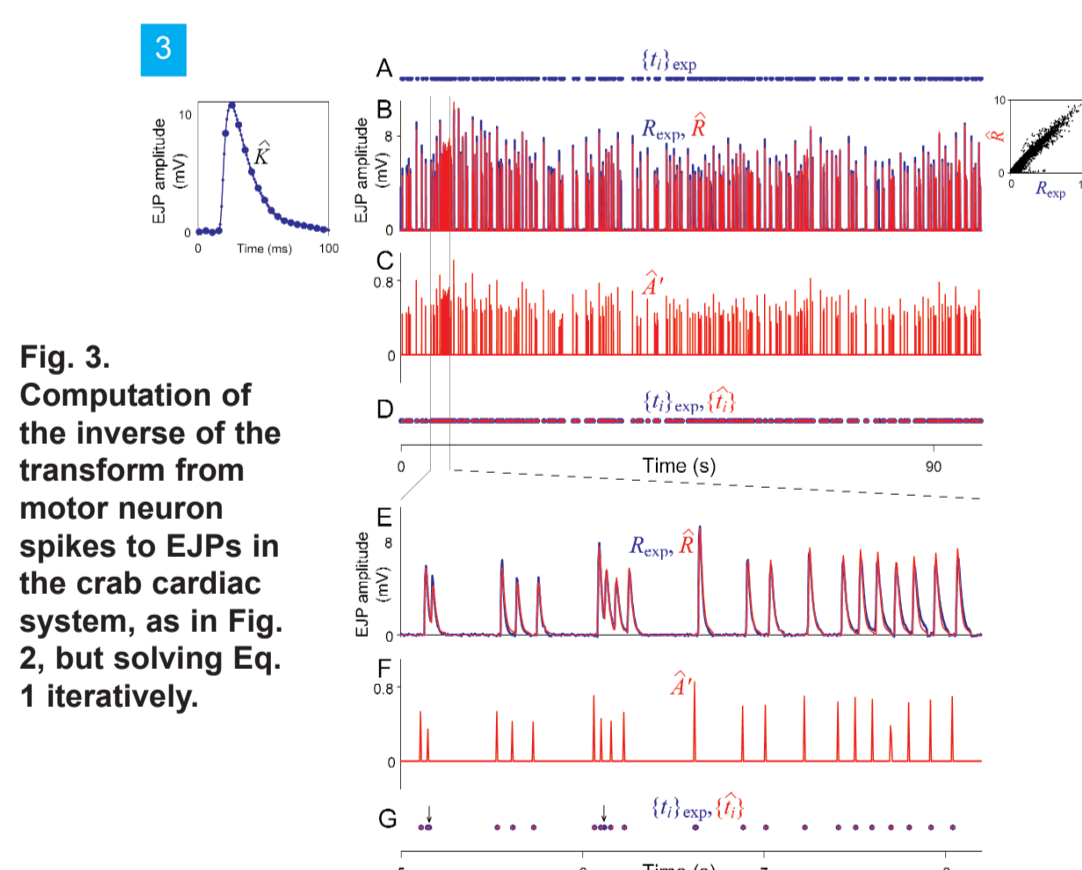 3
A
{tᵢ}exp
EJP amplitude
(mV)
10
0
K̂
0
Time (ms)
100
B
EJP amplitude
(mV)
8
0
Rexp, R̂
10
R̂
0
0
Rexp
C
0.8
0
Â'
D
{tᵢ}exp, {t̂ᵢ}
0
Time (s)
90
Fig. 3.
Computation of
the inverse of the
transform from
motor neuron
spikes to EJPs in
the crab cardiac
system, as in Fig.
2, but solving Eq.
1 iteratively.
E
EJP amplitude
(mV)
8
0
Rexp, R̂
F
0.8
0
Â'
G
{tᵢ}exp, {t̂ᵢ}
5
7
Time (s)